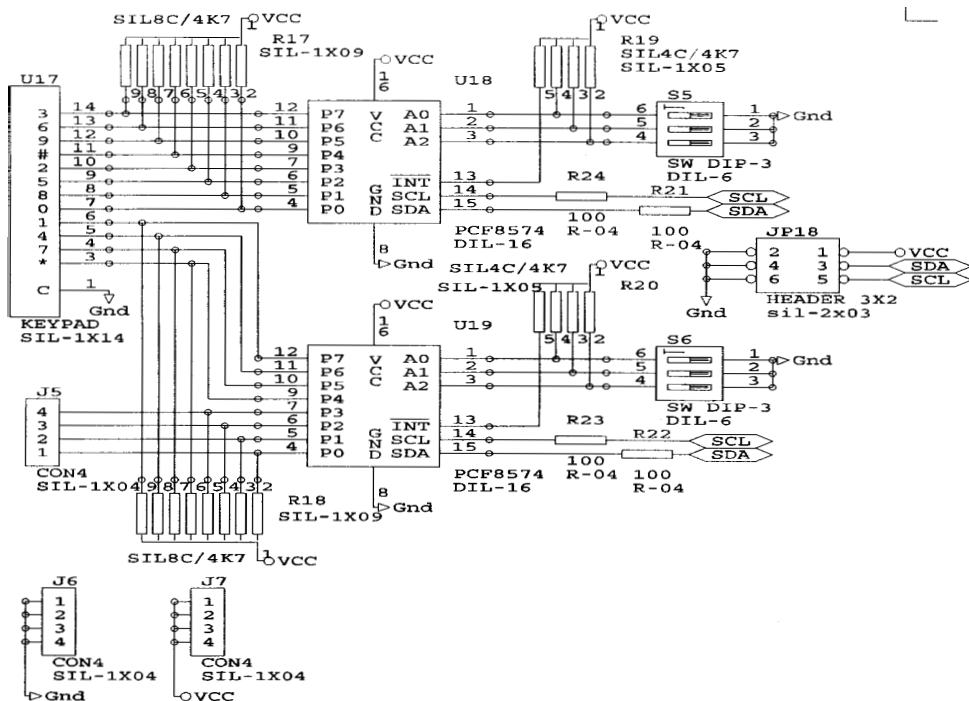 SIL8C/4K7
1 VCC
R17
SIL-1X09
9 8 7 6 5 4 3 2
VCC
1
6
U18
1 VCC
R19
SIL4C/4K7
SIL-1X05
5 4 3 2
U17
3 14
6 13
9 12
# 11
2 10
5 9
8 8
0 7
1 6
4 5
7 4
* 3
C 1
Gnd
KEYPAD
SIL-1X14
12 P7 V A0 1
11 P6 C A1 2
10 P5 C A2 3
9 P4
7 P3 INT 13
6 P2 G SCL 14
5 P1 N SDA 15
4 P0 D
PCF8574
DIL-16
8
Gnd
S5
6 1 Gnd
5 2
4 3
SW DIP-3
DIL-6
R24
100
R-04
R21
100
R-04
SCL
SDA
JP18
2 1 VCC
4 3 SDA
6 5 SCL
Gnd
HEADER 3X2
sil-2x03
SIL4C/4K7
SIL-1X05
1 VCC
R20
5 4 3 2
VCC
1
6
U19
12 P7 V A0 1
11 P6 C A1 2
10 P5 C A2 3
9 P4
7 P3 INT 13
6 P2 G SCL 14
5 P1 N SDA 15
4 P0 D
PCF8574
DIL-16
8
Gnd
S6
6 1 Gnd
5 2
4 3
SW DIP-3
DIL-6
R23
100
R-04
R22
100
R-04
SCL
SDA
J5
4
3
2
1
CON4
SIL-1X04
9 8 7 6 5 4 3 2
R18
SIL-1X09
SIL8C/4K7
1 VCC
J6
1
2
3
4
CON4
SIL-1X04
Gnd
J7
1
2
3
4
CON4
SIL-1X04
VCC